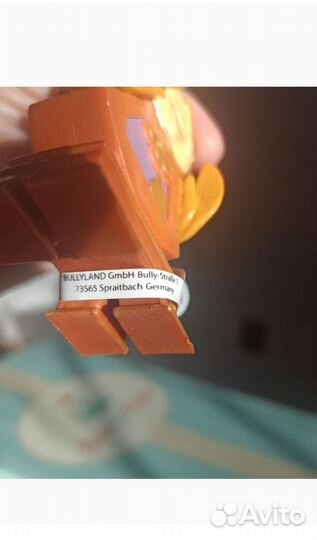 BULLYLAND GmbH Bully-Straße 1
73565 Spraitbach Germany
Avito